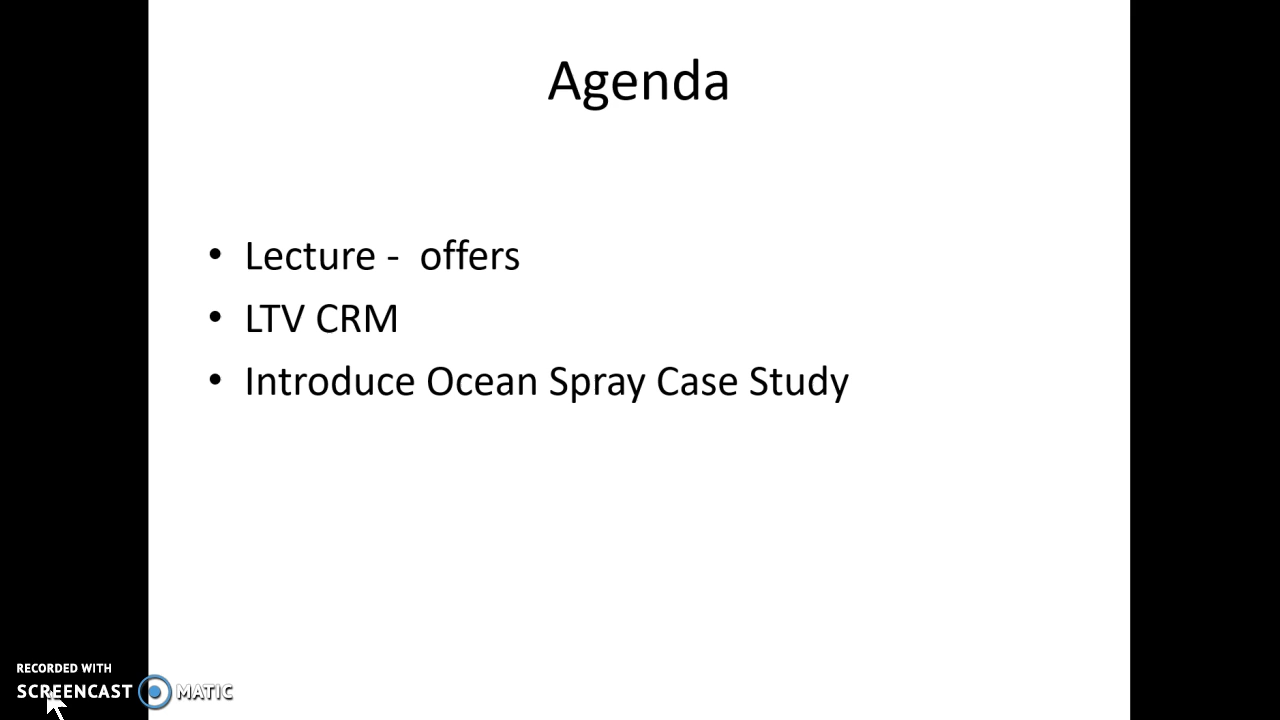 Agenda
• Lecture -  offers
• LTV CRM
• Introduce Ocean Spray Case Study
RECORDED WITH
SCREENCAST MATIC